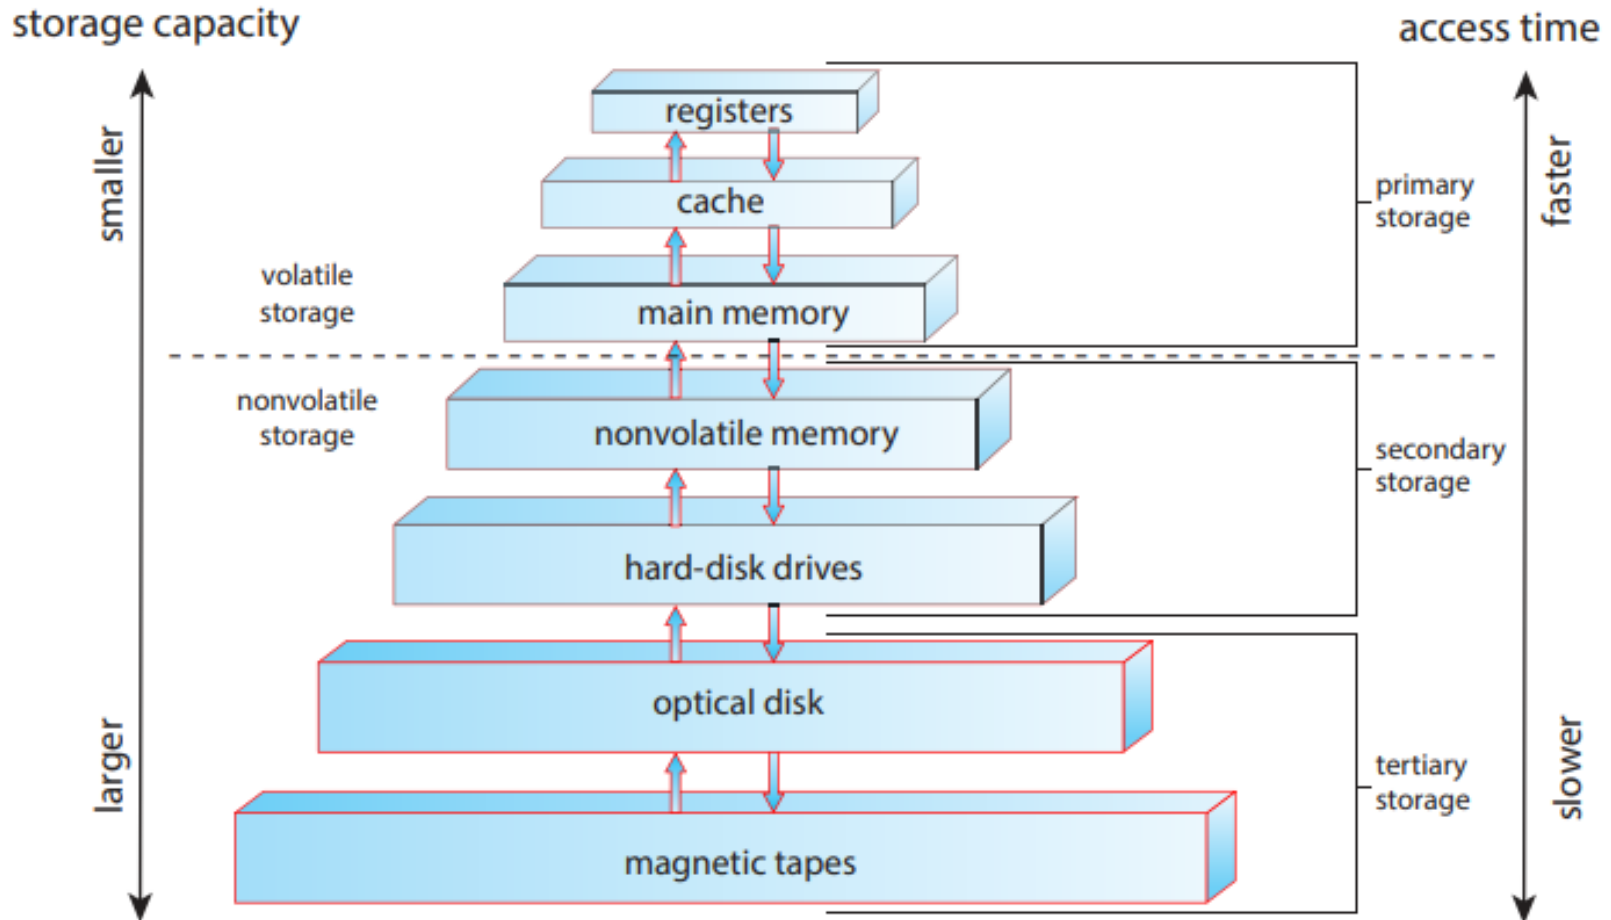 storage capacity
access time
smaller
larger
volatile
storage
nonvolatile
storage
registers
cache
main memory
nonvolatile memory
hard-disk drives
optical disk
magnetic tapes
primary
storage
secondary
storage
tertiary
storage
faster
slower